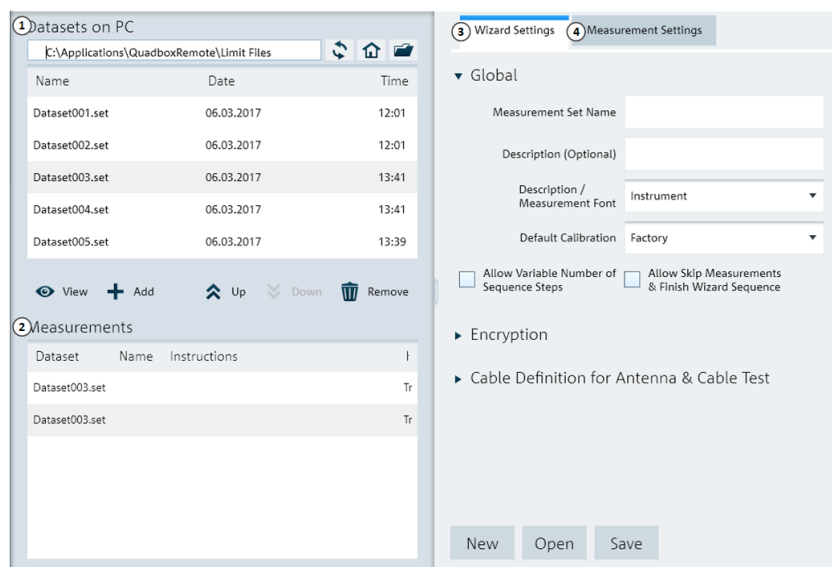 1 Datasets on PC
C:\Applications\QuadboxRemote\Limit Files
Name Date Time
Dataset001.set 06.03.2017 12:01
Dataset002.set 06.03.2017 12:01
Dataset003.set 06.03.2017 13:41
Dataset004.set 06.03.2017 13:41
Dataset005.set 06.03.2017 13:39
View Add Up Down Remove
2 Measurements
Dataset Name Instructions
Dataset003.set Tr
Dataset003.set Tr
3 Wizard Settings 4 Measurement Settings
Global
Measurement Set Name
Description (Optional)
Description /
Measurement Font Instrument
Default Calibration Factory
Allow Variable Number of
Sequence Steps
Allow Skip Measurements
& Finish Wizard Sequence
Encryption
Cable Definition for Antenna & Cable Test
New Open Save